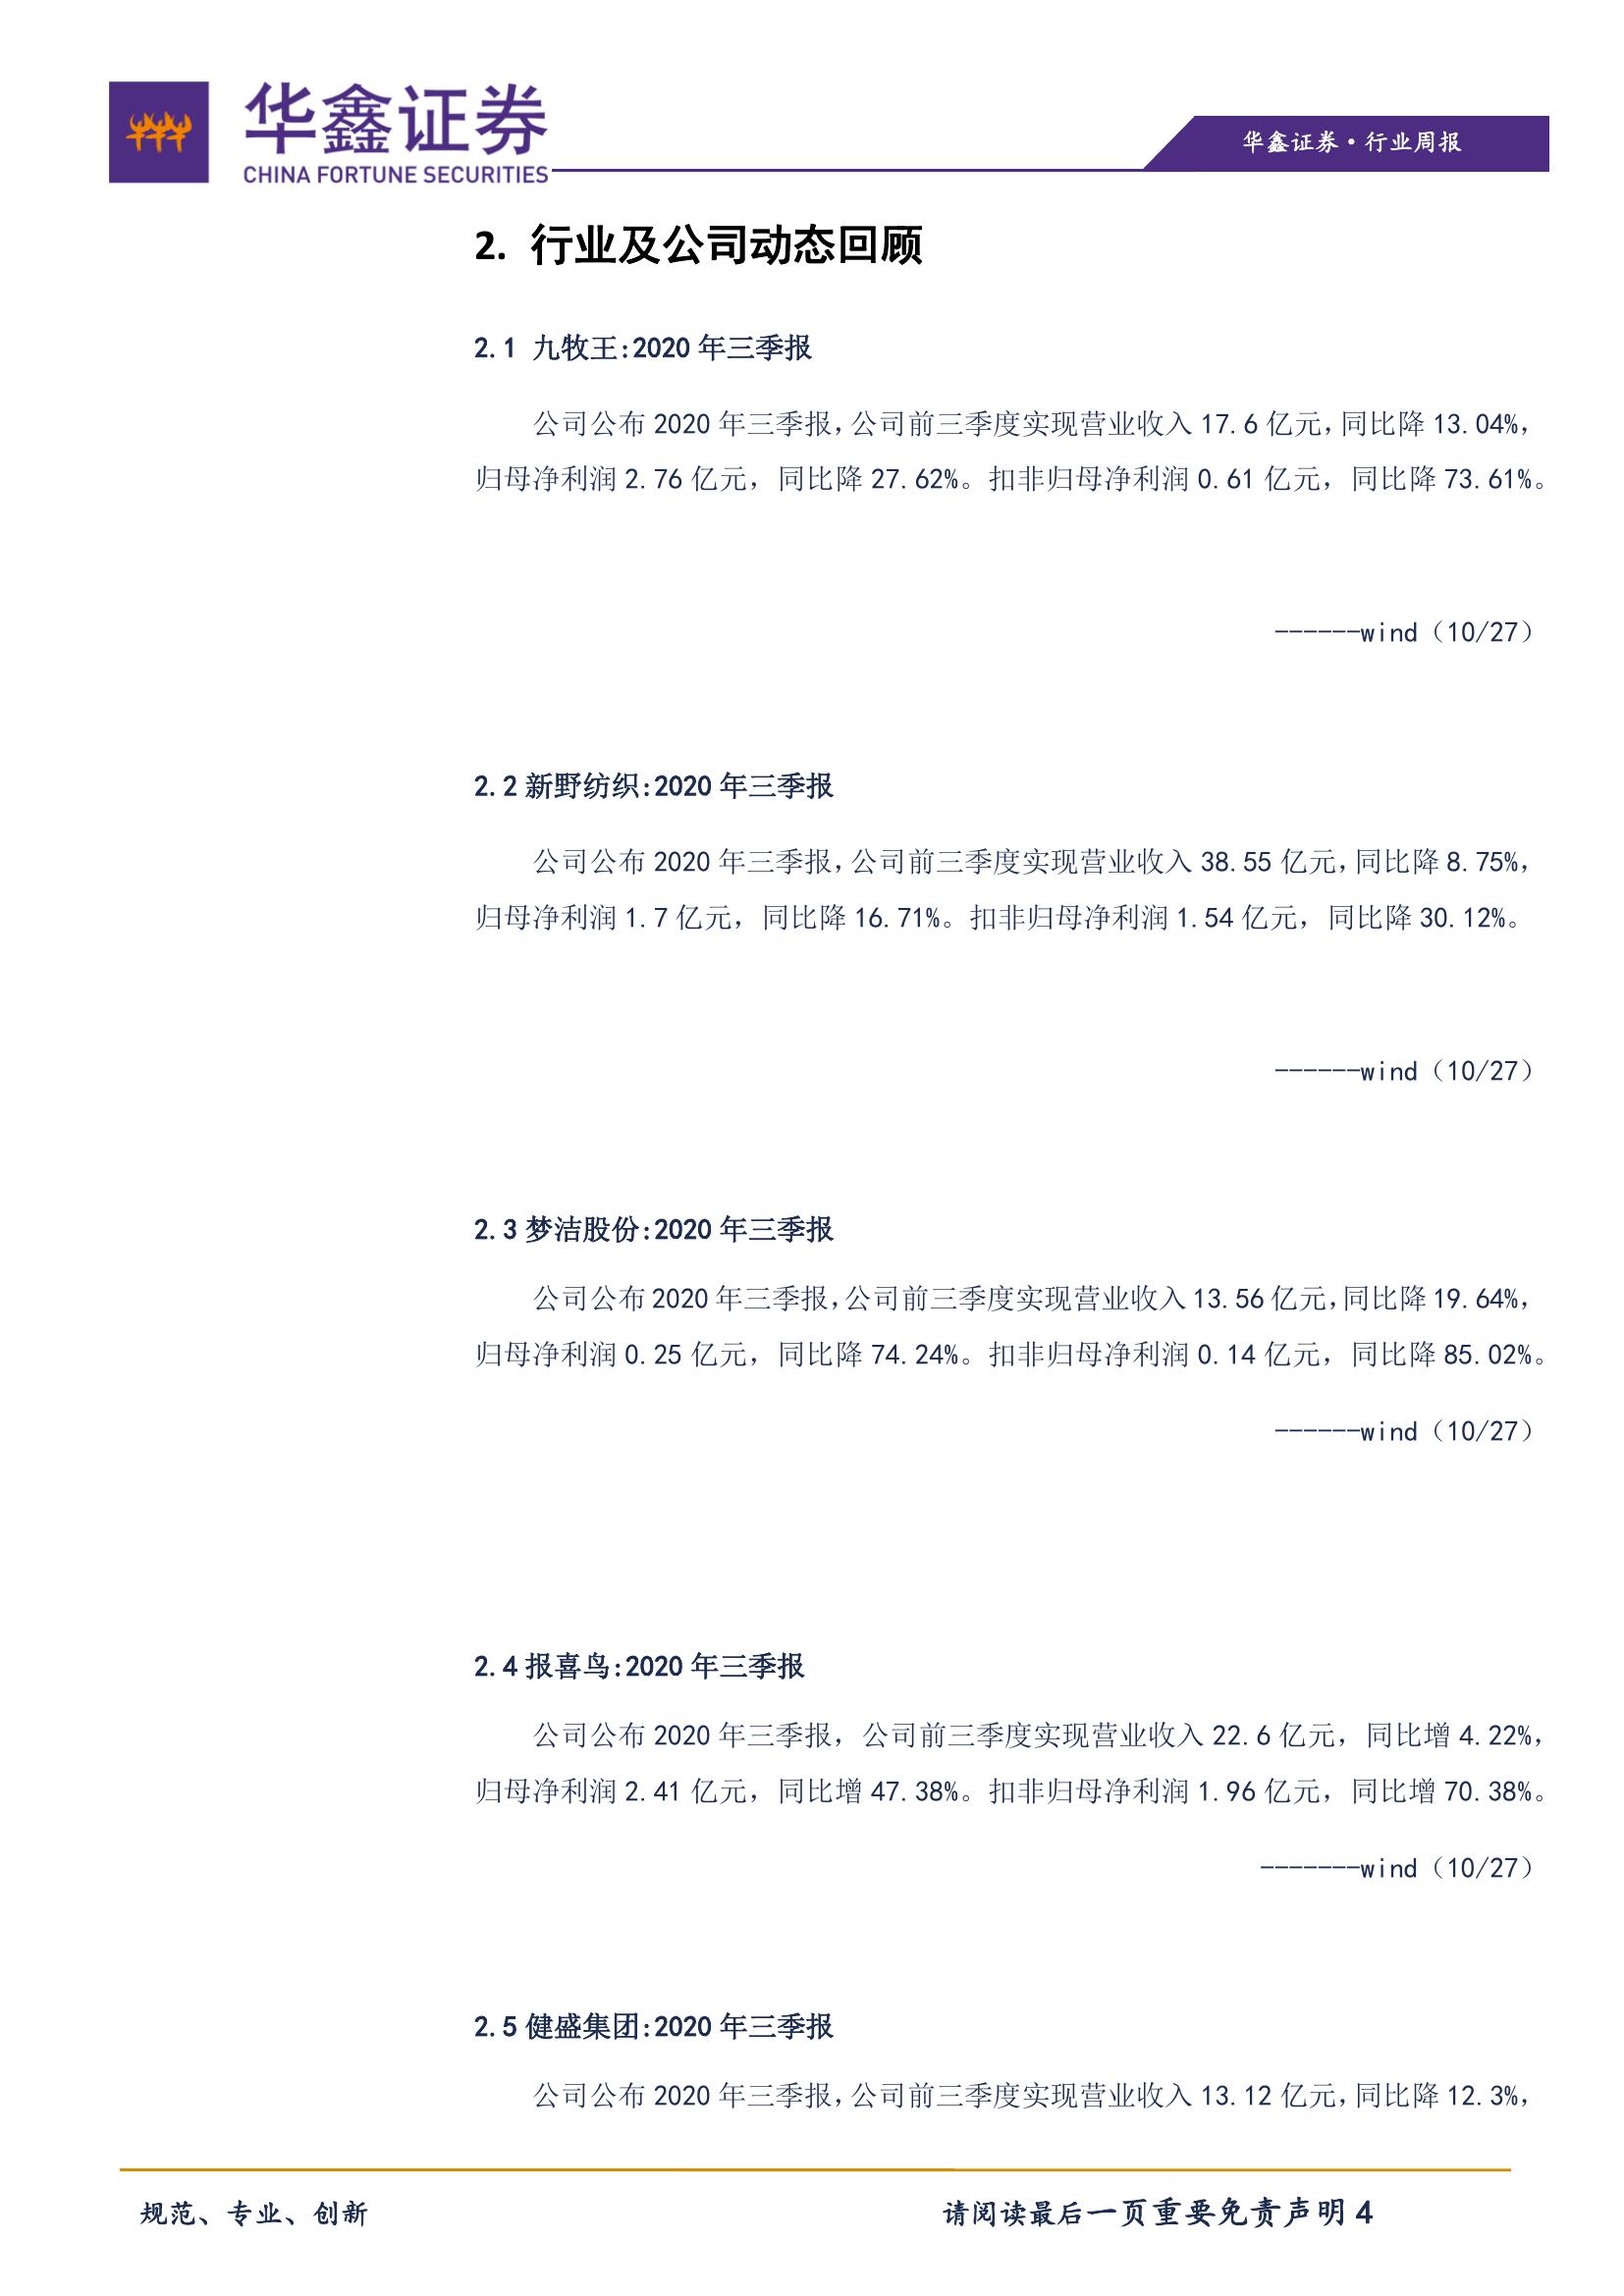 华鑫证券
CHINA FORTUNE SECURITIES
华鑫证券·行业周报
2. 行业及公司动态回顾
2.1 九牧王:2020 年三季报
公司公布 2020 年三季报,公司前三季度实现营业收入 17.6 亿元,同比降 13.04%,
归母净利润 2.76 亿元，同比降 27.62%。扣非归母净利润 0.61 亿元，同比降 73.61%。
------wind（10/27）
2.2 新野纺织:2020 年三季报
公司公布 2020 年三季报,公司前三季度实现营业收入 38.55 亿元,同比降 8.75%,
归母净利润 1.7 亿元，同比降 16.71%。扣非归母净利润 1.54 亿元，同比降 30.12%。
------wind（10/27）
2.3 梦洁股份:2020 年三季报
公司公布 2020 年三季报,公司前三季度实现营业收入 13.56 亿元,同比降 19.64%,
归母净利润 0.25 亿元，同比降 74.24%。扣非归母净利润 0.14 亿元，同比降 85.02%。
------wind（10/27）
2.4 报喜鸟:2020 年三季报
公司公布 2020 年三季报，公司前三季度实现营业收入 22.6 亿元，同比增 4.22%,
归母净利润 2.41 亿元，同比增 47.38%。扣非归母净利润 1.96 亿元，同比增 70.38%。
-------wind（10/27）
2.5 健盛集团:2020 年三季报
公司公布 2020 年三季报,公司前三季度实现营业收入 13.12 亿元,同比降 12.3%,
规范、专业、创新
请阅读最后一页重要免责声明 4